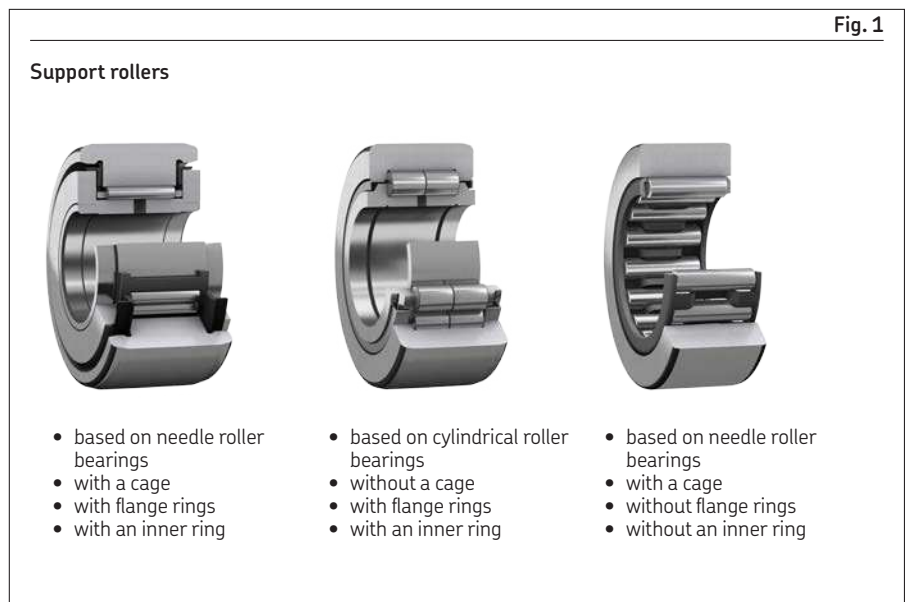 Fig. 1
Support rollers
• based on needle roller
bearings
• with a cage
• with flange rings
• with an inner ring
• based on cylindrical roller
bearings
• without a cage
• with flange rings
• with an inner ring
• based on needle roller
bearings
• with a cage
• without flange rings
• without an inner ring